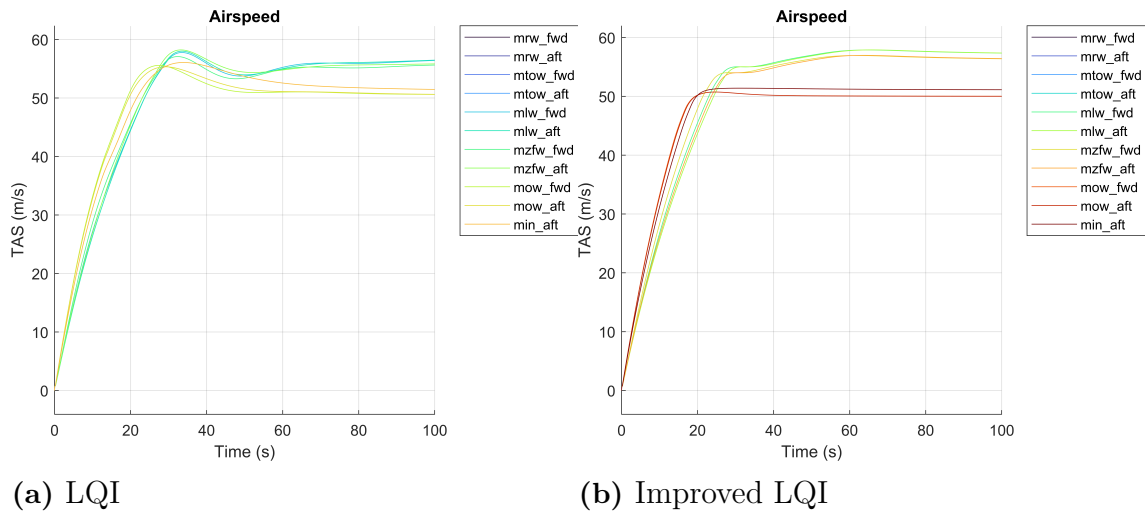 Airspeed
60
50
40
30
20
10
0
TAS (m/s)
0 20 40 60 80 100
Time (s)
mrw_fwd
mrw_aft
mtow_fwd
mtow_aft
mlw_fwd
mlw_aft
mzfw_fwd
mzfw_aft
mow_fwd
mow_aft
min_aft
(a) LQI
Airspeed
60
50
40
30
20
10
0
TAS (m/s)
0 20 40 60 80 100
Time (s)
mrw_fwd
mrw_aft
mtow_fwd
mtow_aft
mlw_fwd
mlw_aft
mzfw_fwd
mzfw_aft
mow_fwd
mow_aft
min_aft
(b) Improved LQI